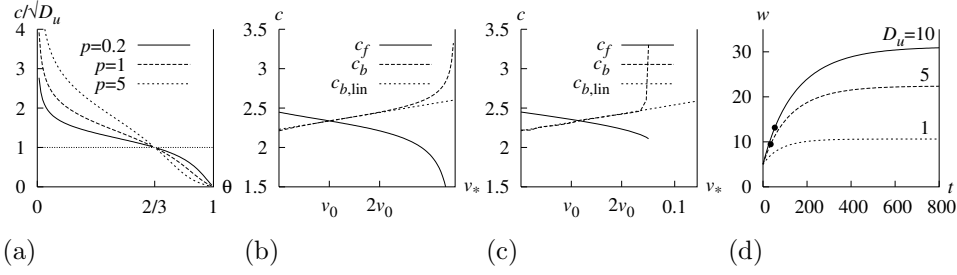 c/√D_u
4
3
2
1
0
0
2/3
1
θ
p=0.2
p=1
p=5
(a)
c
3.5
3
2.5
2
1.5
v_0
2v_0
v_*
c_f
c_b
c_{b,lin}
(b)
c
3.5
3
2.5
2
1.5
v_0
2v_0
0.1
v_*
c_f
c_b
c_{b,lin}
(c)
w
30
20
10
0
0
200
400
600
800
t
D_u=10
5
1
(d)